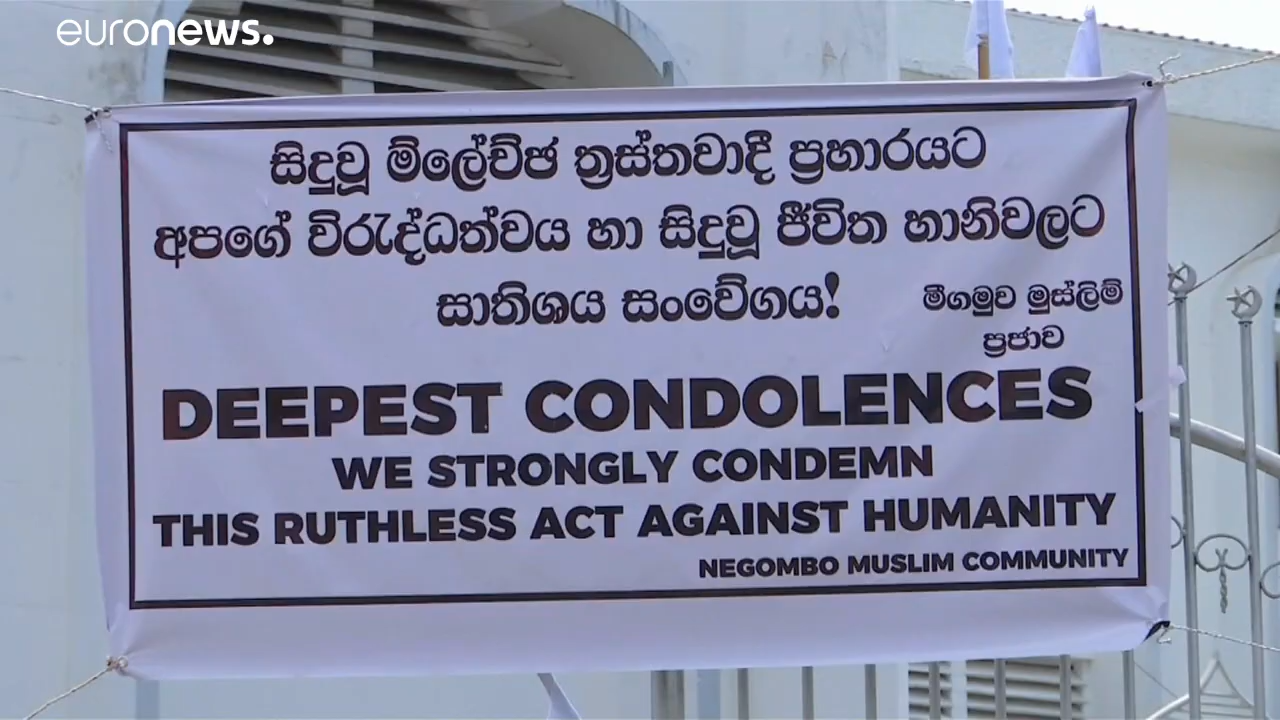 euronews.
සිදුවූ ම්ලේච්ඡ ත්‍රස්තවාදී ප්‍රහාරයට
අපගේ විරුද්ධත්වය හා සිදුවූ ජීවිත හානිවලට
සාතිශය සංවේගය!
මීගමුව මුස්ලිම්
ප්‍රජාව
DEEPEST CONDOLENCES
WE STRONGLY CONDEMN
THIS RUTHLESS ACT AGAINST HUMANITY
NEGOMBO MUSLIM COMMUNITY